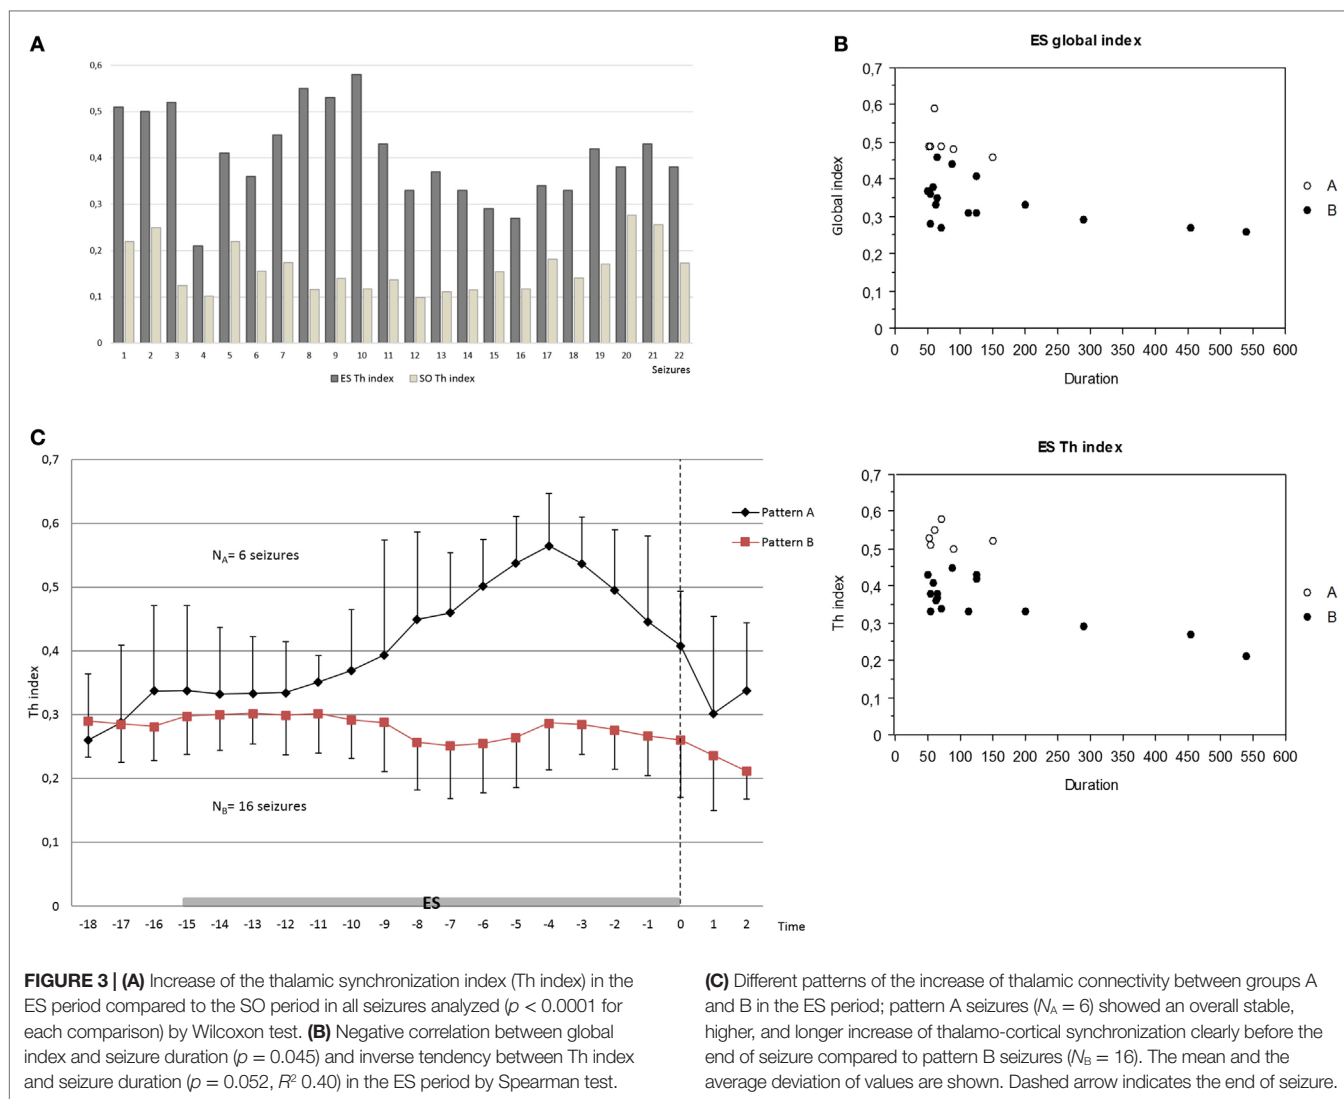 A
0,6
0,5
0,4
0,3
0,2
0,1
0
1 2 3 4 5 6 7 8 9 10 11 12 13 14 15 16 17 18 19 20 21 22
Seizures
ES Th index SO Th index
B
ES global index
0,7
0,6
0,5
0,4
0,3
0,2
0,1
0
Global index
0 50 100 150 200 250 300 350 400 450 500 550 600
Duration
A
B
ES Th index
0,7
0,6
0,5
0,4
0,3
0,2
0,1
0
Th index
0 50 100 150 200 250 300 350 400 450 500 550 600
Duration
A
B
C
0,7
0,6
0,5
0,4
0,3
0,2
0,1
0
Th index
Pattern A
Pattern B
NA= 6 seizures
NB= 16 seizures
ES
-18 -17 -16 -15 -14 -13 -12 -11 -10 -9 -8 -7 -6 -5 -4 -3 -2 -1 0 1 2 Time
FIGURE 3 | (A) Increase of the thalamic synchronization index (Th index) in the
ES period compared to the SO period in all seizures analyzed (p < 0.0001 for
each comparison) by Wilcoxon test. (B) Negative correlation between global
index and seizure duration (p = 0.045) and inverse tendency between Th index
and seizure duration (p = 0.052, R² 0.40) in the ES period by Spearman test.
(C) Different patterns of the increase of thalamic connectivity between groups A
and B in the ES period; pattern A seizures (NA = 6) showed an overall stable,
higher, and longer increase of thalamo-cortical synchronization clearly before the
end of seizure compared to pattern B seizures (NB = 16). The mean and the
average deviation of values are shown. Dashed arrow indicates the end of seizure.